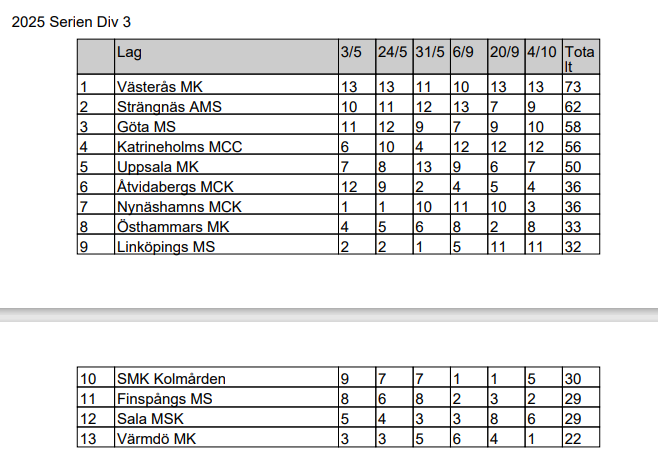 2025 Serien Div 3
Lag 3/5 24/5 31/5 6/9 20/9 4/10 Tota
lt
1 Västerås MK 13 13 11 10 13 13 73
2 Strängnäs AMS 10 11 12 13 7 9 62
3 Göta MS 11 12 9 7 9 10 58
4 Katrineholms MCC 6 10 4 12 12 12 56
5 Uppsala MK 7 8 13 9 6 7 50
6 Åtvidabergs MCK 12 9 2 4 5 4 36
7 Nynäshamns MCK 1 1 10 11 10 3 36
8 Östhammars MK 4 5 6 8 2 8 33
9 Linköpings MS 2 2 1 5 11 11 32
10 SMK Kolmården 9 7 7 1 1 5 30
11 Finspångs MS 8 6 8 2 3 2 29
12 Sala MSK 5 4 3 3 8 6 29
13 Värmdö MK 3 3 5 6 4 1 22